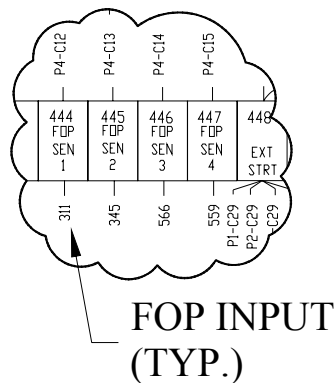 P4-C12
P4-C13
P4-C14
P4-C15
444
FOP
SEN
1
445
FOP
SEN
2
446
FOP
SEN
3
447
FOP
SEN
4
448
EXT
STRT
311
345
566
559
P1-C29
P2-C29
-C29
FOP INPUT
(TYP.)